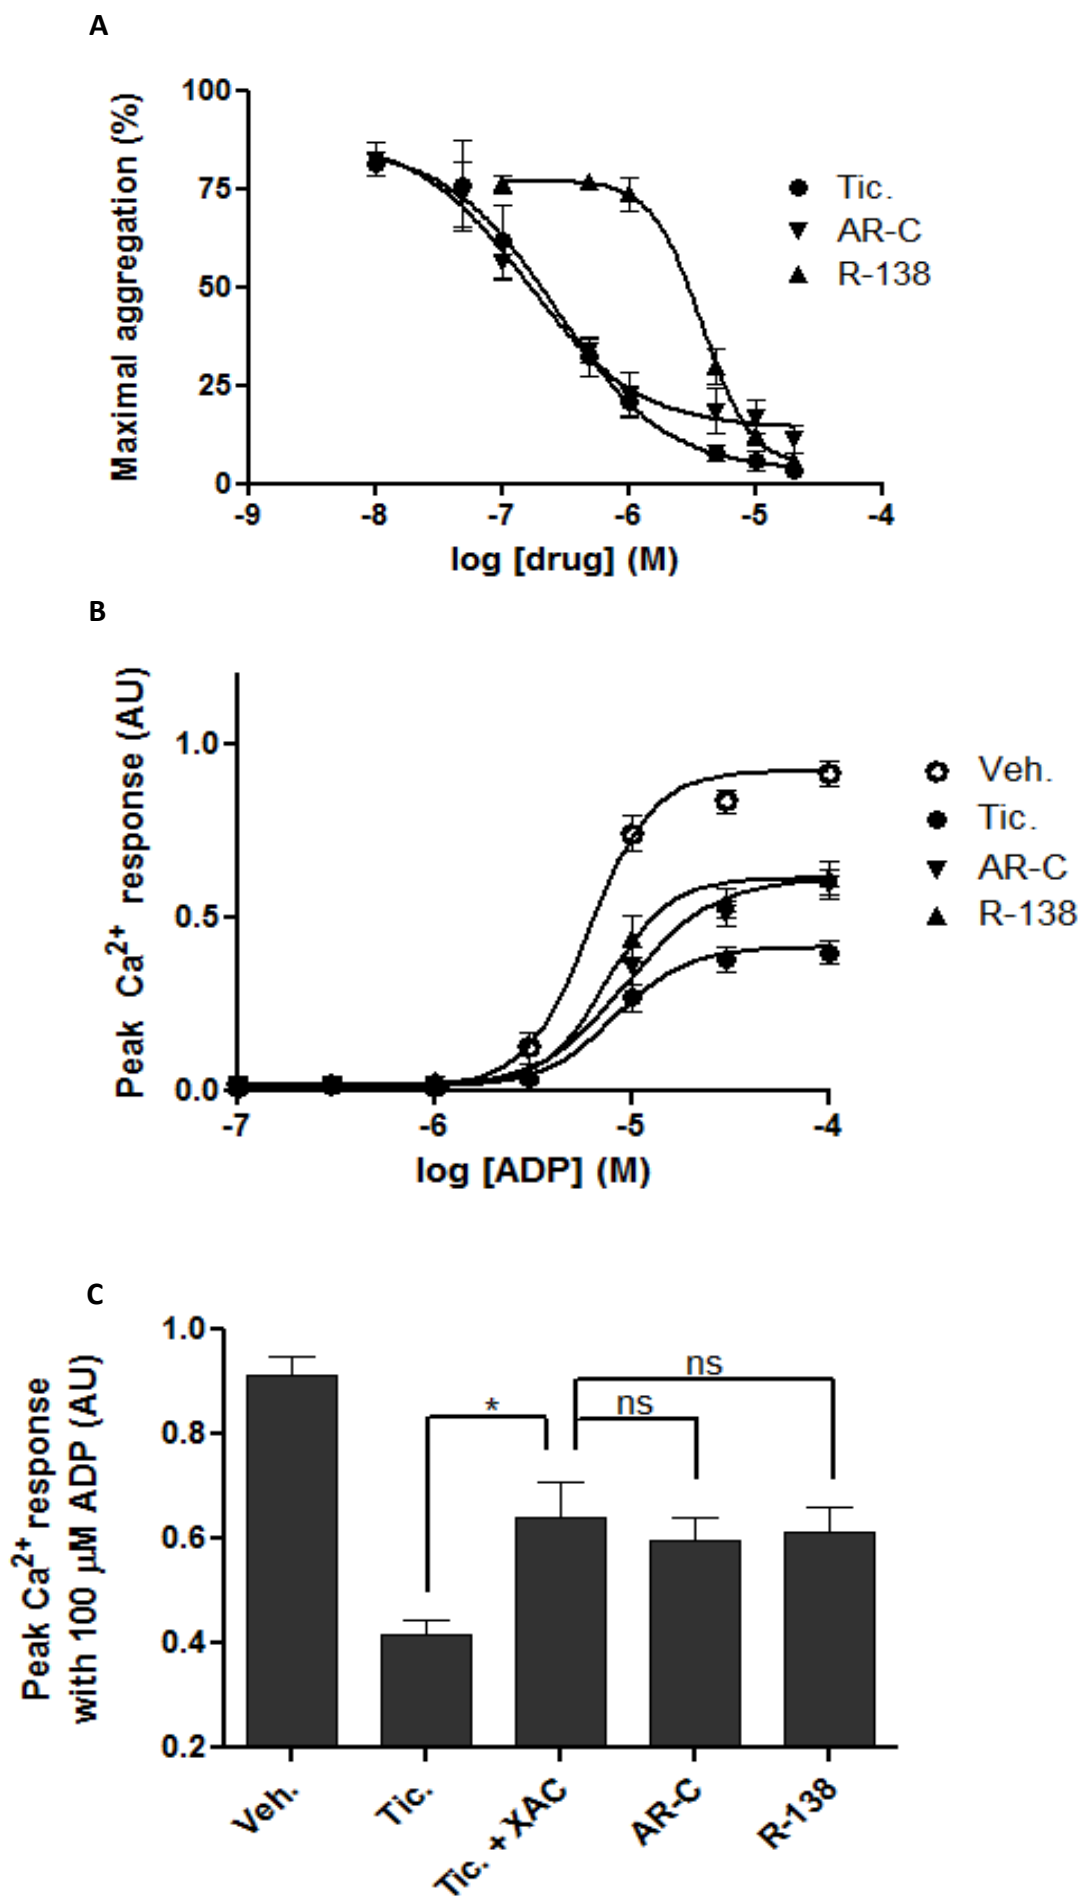 A
Maximal aggregation (%)
100
75
50
25
0
-9 -8 -7 -6 -5 -4
log [drug] (M)
Tic.
AR-C
R-138
B
Peak Ca²⁺ response (AU)
1.0
0.5
0.0
-7 -6 -5 -4
log [ADP] (M)
Veh.
Tic.
AR-C
R-138
C
Peak Ca²⁺ response
with 100 μM ADP (AU)
1.0
0.8
0.6
0.4
0.2
*
ns
ns
Veh.
Tic.
Tic. + XAC
AR-C
R-138